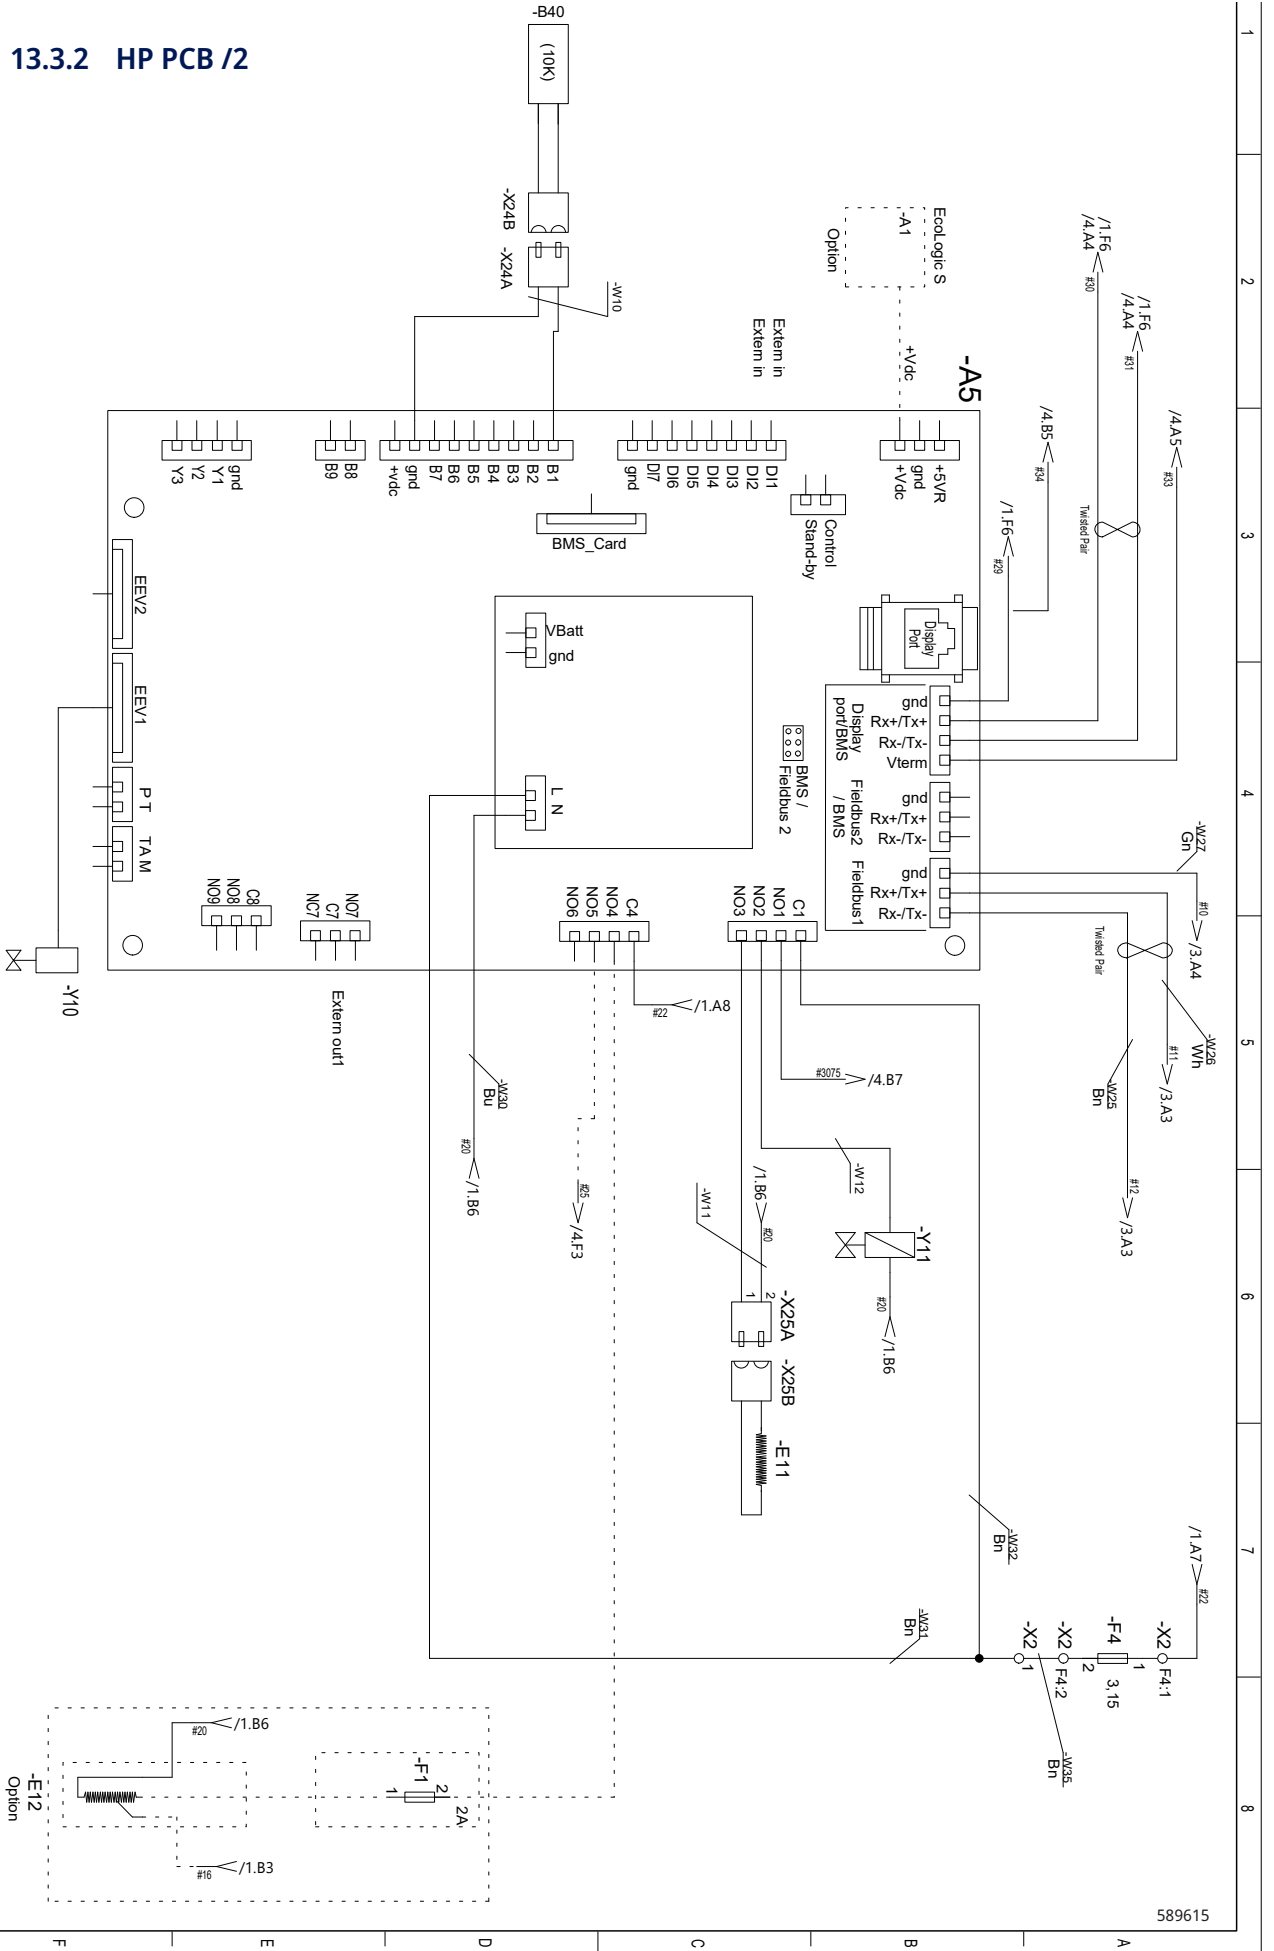 13.3.2 HP PCB /2
-B40
(10K)
-X24B
-X24A
-W10
EcoLogic S
-A1
Option
+Vdc
Extern in
Extern in
-A5
/1.F6
/4.A4
#30
/1.F6
/4.A4
#31
/4.A5
#33
/4.B5
#34
/1.F6
#29
Twisted Pair
Y3
Y2
Y1
gnd
B9
B8
+vdc
gnd
B7
B6
B5
B4
B3
B2
B1
gnd
DI7
DI6
DI5
DI4
DI3
DI2
DI1
+Vdc
gnd
+5VR
Control
Stand-by
BMS_Card
EEV2
EEV1
P T
TAM
VBatt
gnd
L N
Display
Port
gnd
Rx+/Tx+
Rx-/Tx-
Vterm
Display
port/BMS
gnd
Rx+/Tx+
Rx-/Tx-
Fieldbus2
/ BMS
gnd
Rx+/Tx+
Rx-/Tx-
Fieldbus1
BMS /
Fieldbus 2
NO9
NO8
C8
NC7
C7
NO7
NO6
NO5
NO4
C4
NO3
NO2
NO1
C1
-Y10
Extern out1
-W27
Gn
#10
/3.A4
Twisted Pair
-W26
Wh
#11
/3.A3
-W25
Bn
#12
/3.A3
/1.A8
#22
#3075
/4.B7
-W30
Bu
#20
/1.B6
#25
/4.F3
-W12
-W11
/1.B6
#20
-Y11
#20
/1.B6
1
2
-X25A
-X25B
-E11
-W32
Bn
-W31
Bn
/1.A7
#22
-X2
1
-X2
F4:2
-F4
2
1
3,15
-X2
F4:1
-W35
Bn
/1.B6
#20
-F1
1
2
2A
-E12
Option
/1.B3
#16
589615
1
2
3
4
5
6
7
8
F
E
D
C
B
A